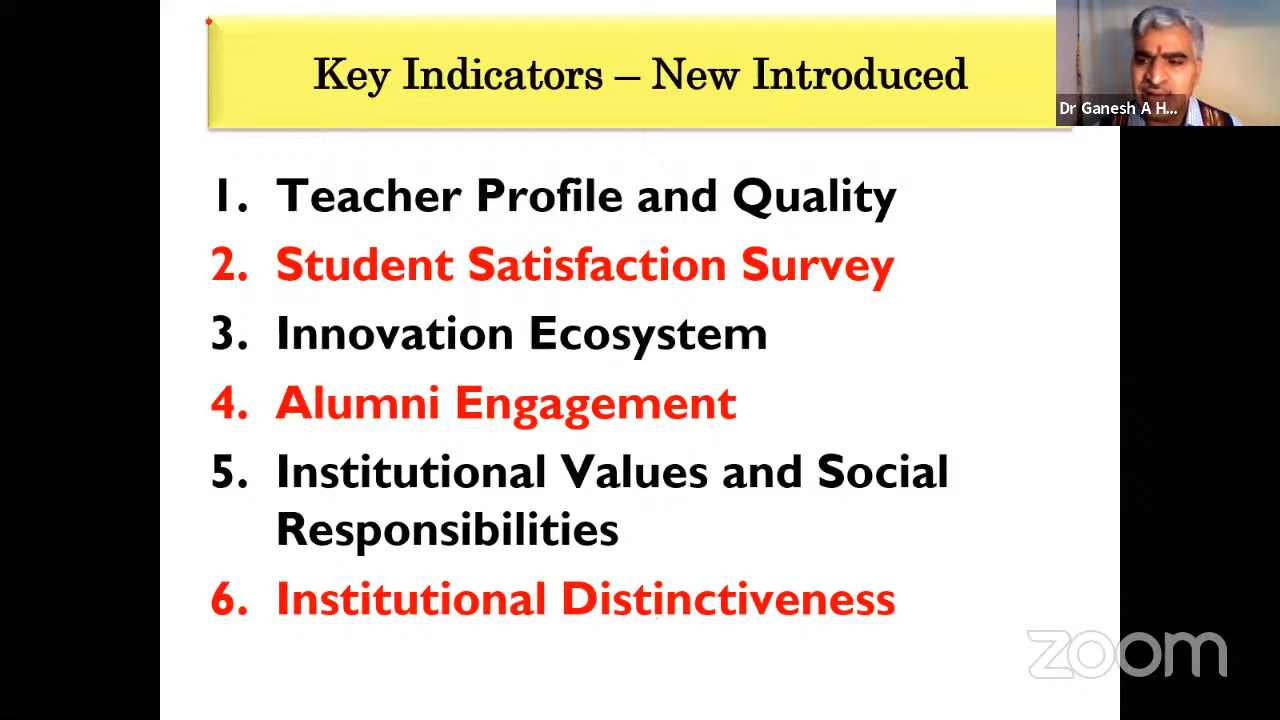 Key Indicators – New Introduced
Dr Ganesh A H...
1. Teacher Profile and Quality
2. Student Satisfaction Survey
3. Innovation Ecosystem
4. Alumni Engagement
5. Institutional Values and Social
Responsibilities
6. Institutional Distinctiveness
zoom